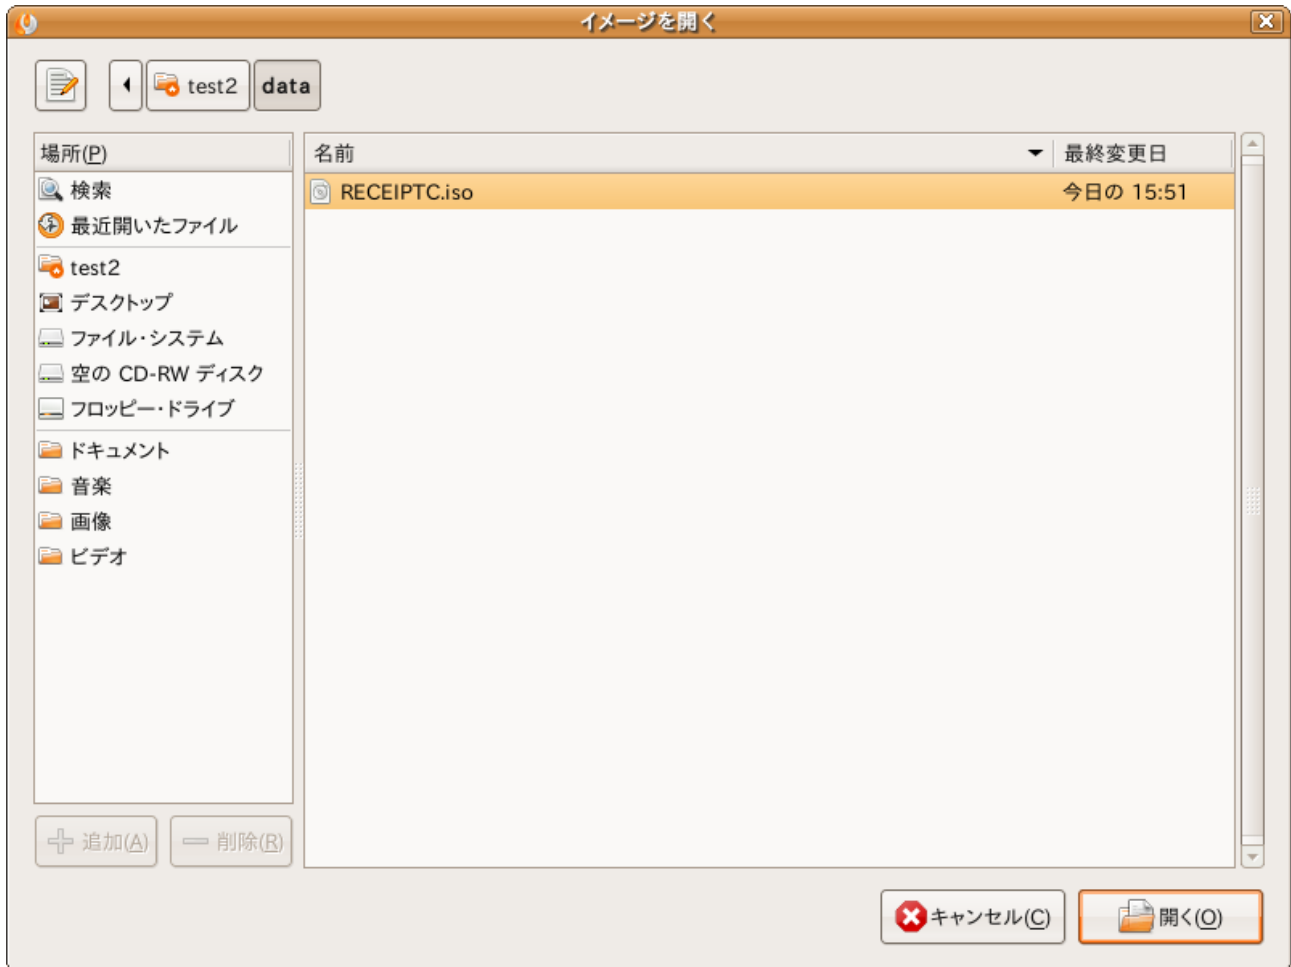 イメージを開く
test2
data
場所(P)
検索
最近開いたファイル
test2
デスクトップ
ファイル・システム
空の CD-RW ディスク
フロッピー・ドライブ
ドキュメント
音楽
画像
ビデオ
追加(A)
削除(R)
名前
最終変更日
RECEIPTC.iso
今日の 15:51
キャンセル(C)
開く(O)